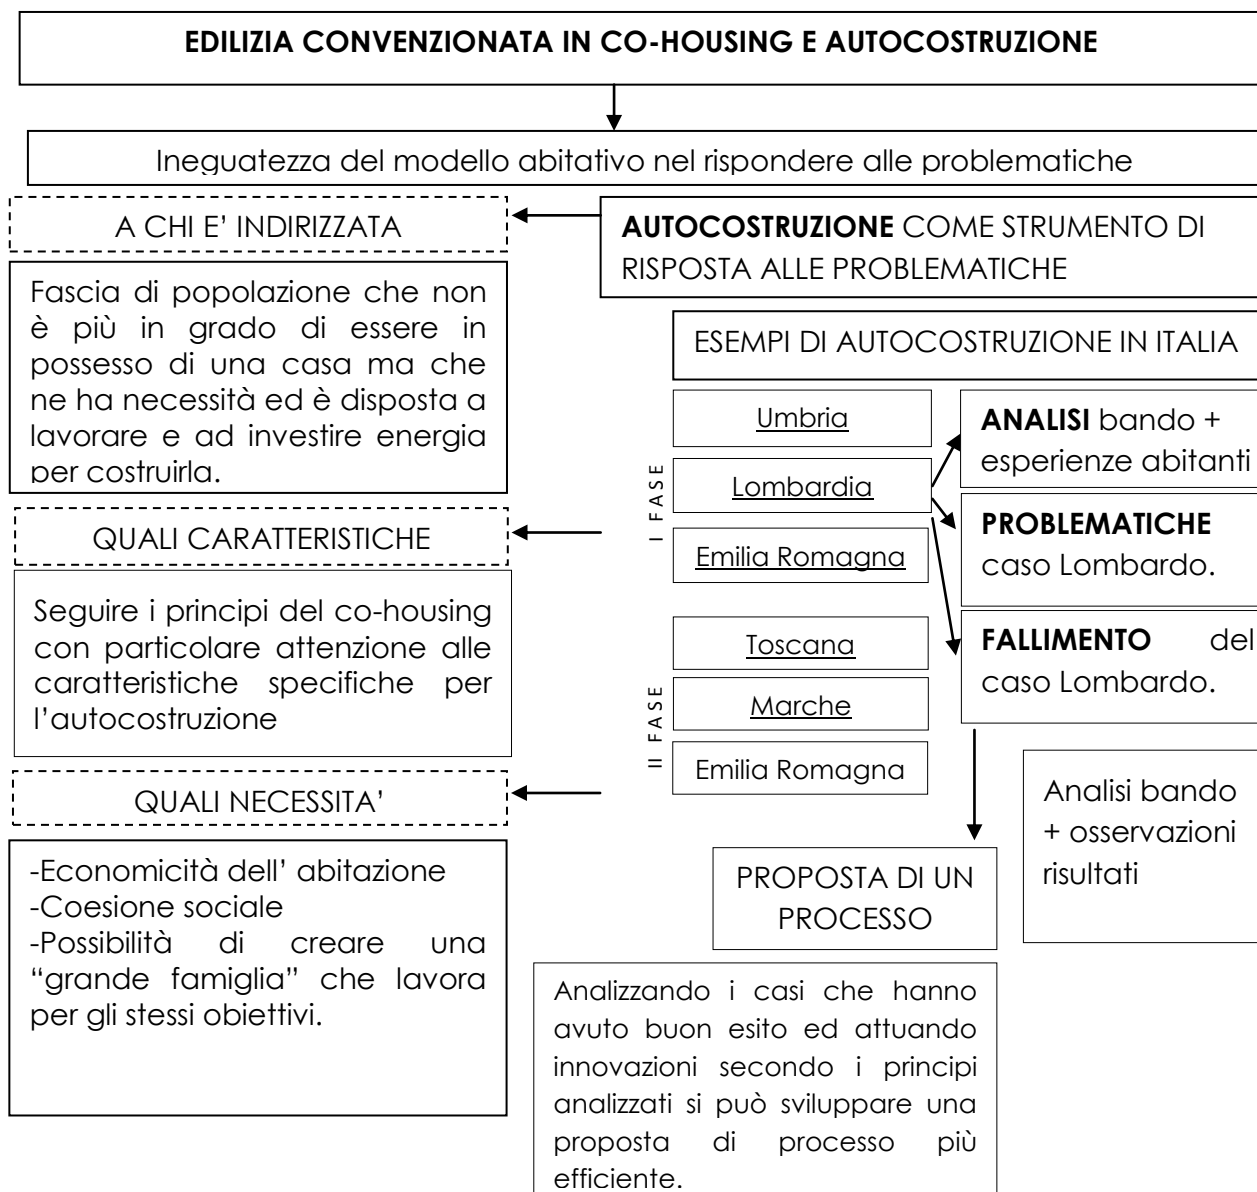 EDILIZIA CONVENZIONATA IN CO-HOUSING E AUTOCOSTRUZIONE
Ineguatezza del modello abitativo nel rispondere alle problematiche
A CHI E' INDIRIZZATA
Fascia di popolazione che non
è più in grado di essere in
possesso di una casa ma che
ne ha necessità ed è disposta a
lavorare e ad investire energia
per costruirla.
QUALI CARATTERISTICHE
Seguire i principi del co-housing
con particolare attenzione alle
caratteristiche specifiche per
l'autocostruzione
QUALI NECESSITA'
-Economicità dell' abitazione
-Coesione sociale
-Possibilità di creare una
“grande famiglia” che lavora
per gli stessi obiettivi.
AUTOCOSTRUZIONE COME STRUMENTO DI
RISPOSTA ALLE PROBLEMATICHE
ESEMPI DI AUTOCOSTRUZIONE IN ITALIA
I FASE
Umbria
Lombardia
Emilia Romagna
II FASE
Toscana
Marche
Emilia Romagna
ANALISI bando +
esperienze abitanti
PROBLEMATICHE
caso Lombardo.
FALLIMENTO del
caso Lombardo.
Analisi bando
+ osservazioni
risultati
PROPOSTA DI UN
PROCESSO
Analizzando i casi che hanno
avuto buon esito ed attuando
innovazioni secondo i principi
analizzati si può sviluppare una
proposta di processo più
efficiente.